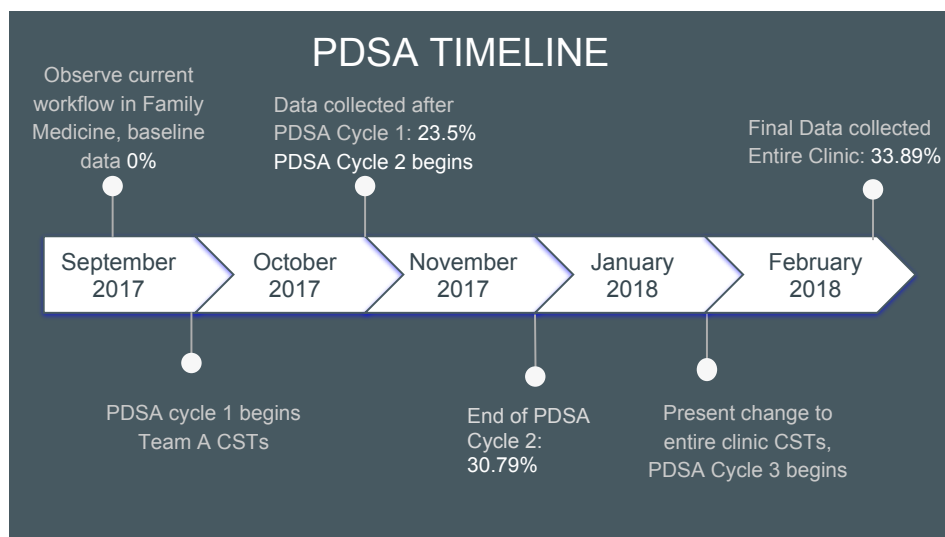 PDSA TIMELINE
Observe current
workflow in Family
Medicine, baseline
data 0%
Data collected after
PDSA Cycle 1: 23.5%
PDSA Cycle 2 begins
Final Data collected
Entire Clinic: 33.89%
September
2017
October
2017
November
2017
January
2018
February
2018
PDSA cycle 1 begins
Team A CSTs
End of PDSA
Cycle 2:
30.79%
Present change to
entire clinic CSTs,
PDSA Cycle 3 begins